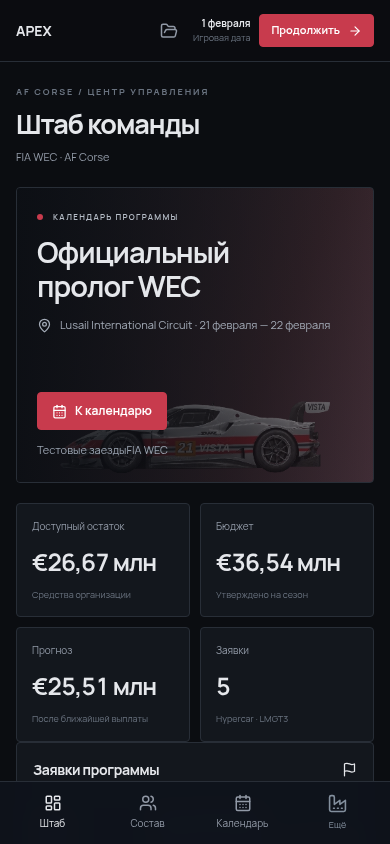 APEX
1 февраля
Игровая дата
Продолжить
AF CORSE / ЦЕНТР УПРАВЛЕНИЯ
Штаб команды
FIA WEC · AF Corse
КАЛЕНДАРЬ ПРОГРАММЫ
Официальный
пролог WEC
Lusail International Circuit · 21 февраля — 22 февраля
К календарю
VISTA
21 VISTA
Тестовые заездыFIA WEC
Доступный остаток
€26,67 млн
Средства организации
Бюджет
€36,54 млн
Утверждено на сезон
Прогноз
€25,51 млн
После ближайшей выплаты
Заявки
5
Hypercar · LMGT3
Заявки программы
Штаб
Состав
Календарь
Ещё